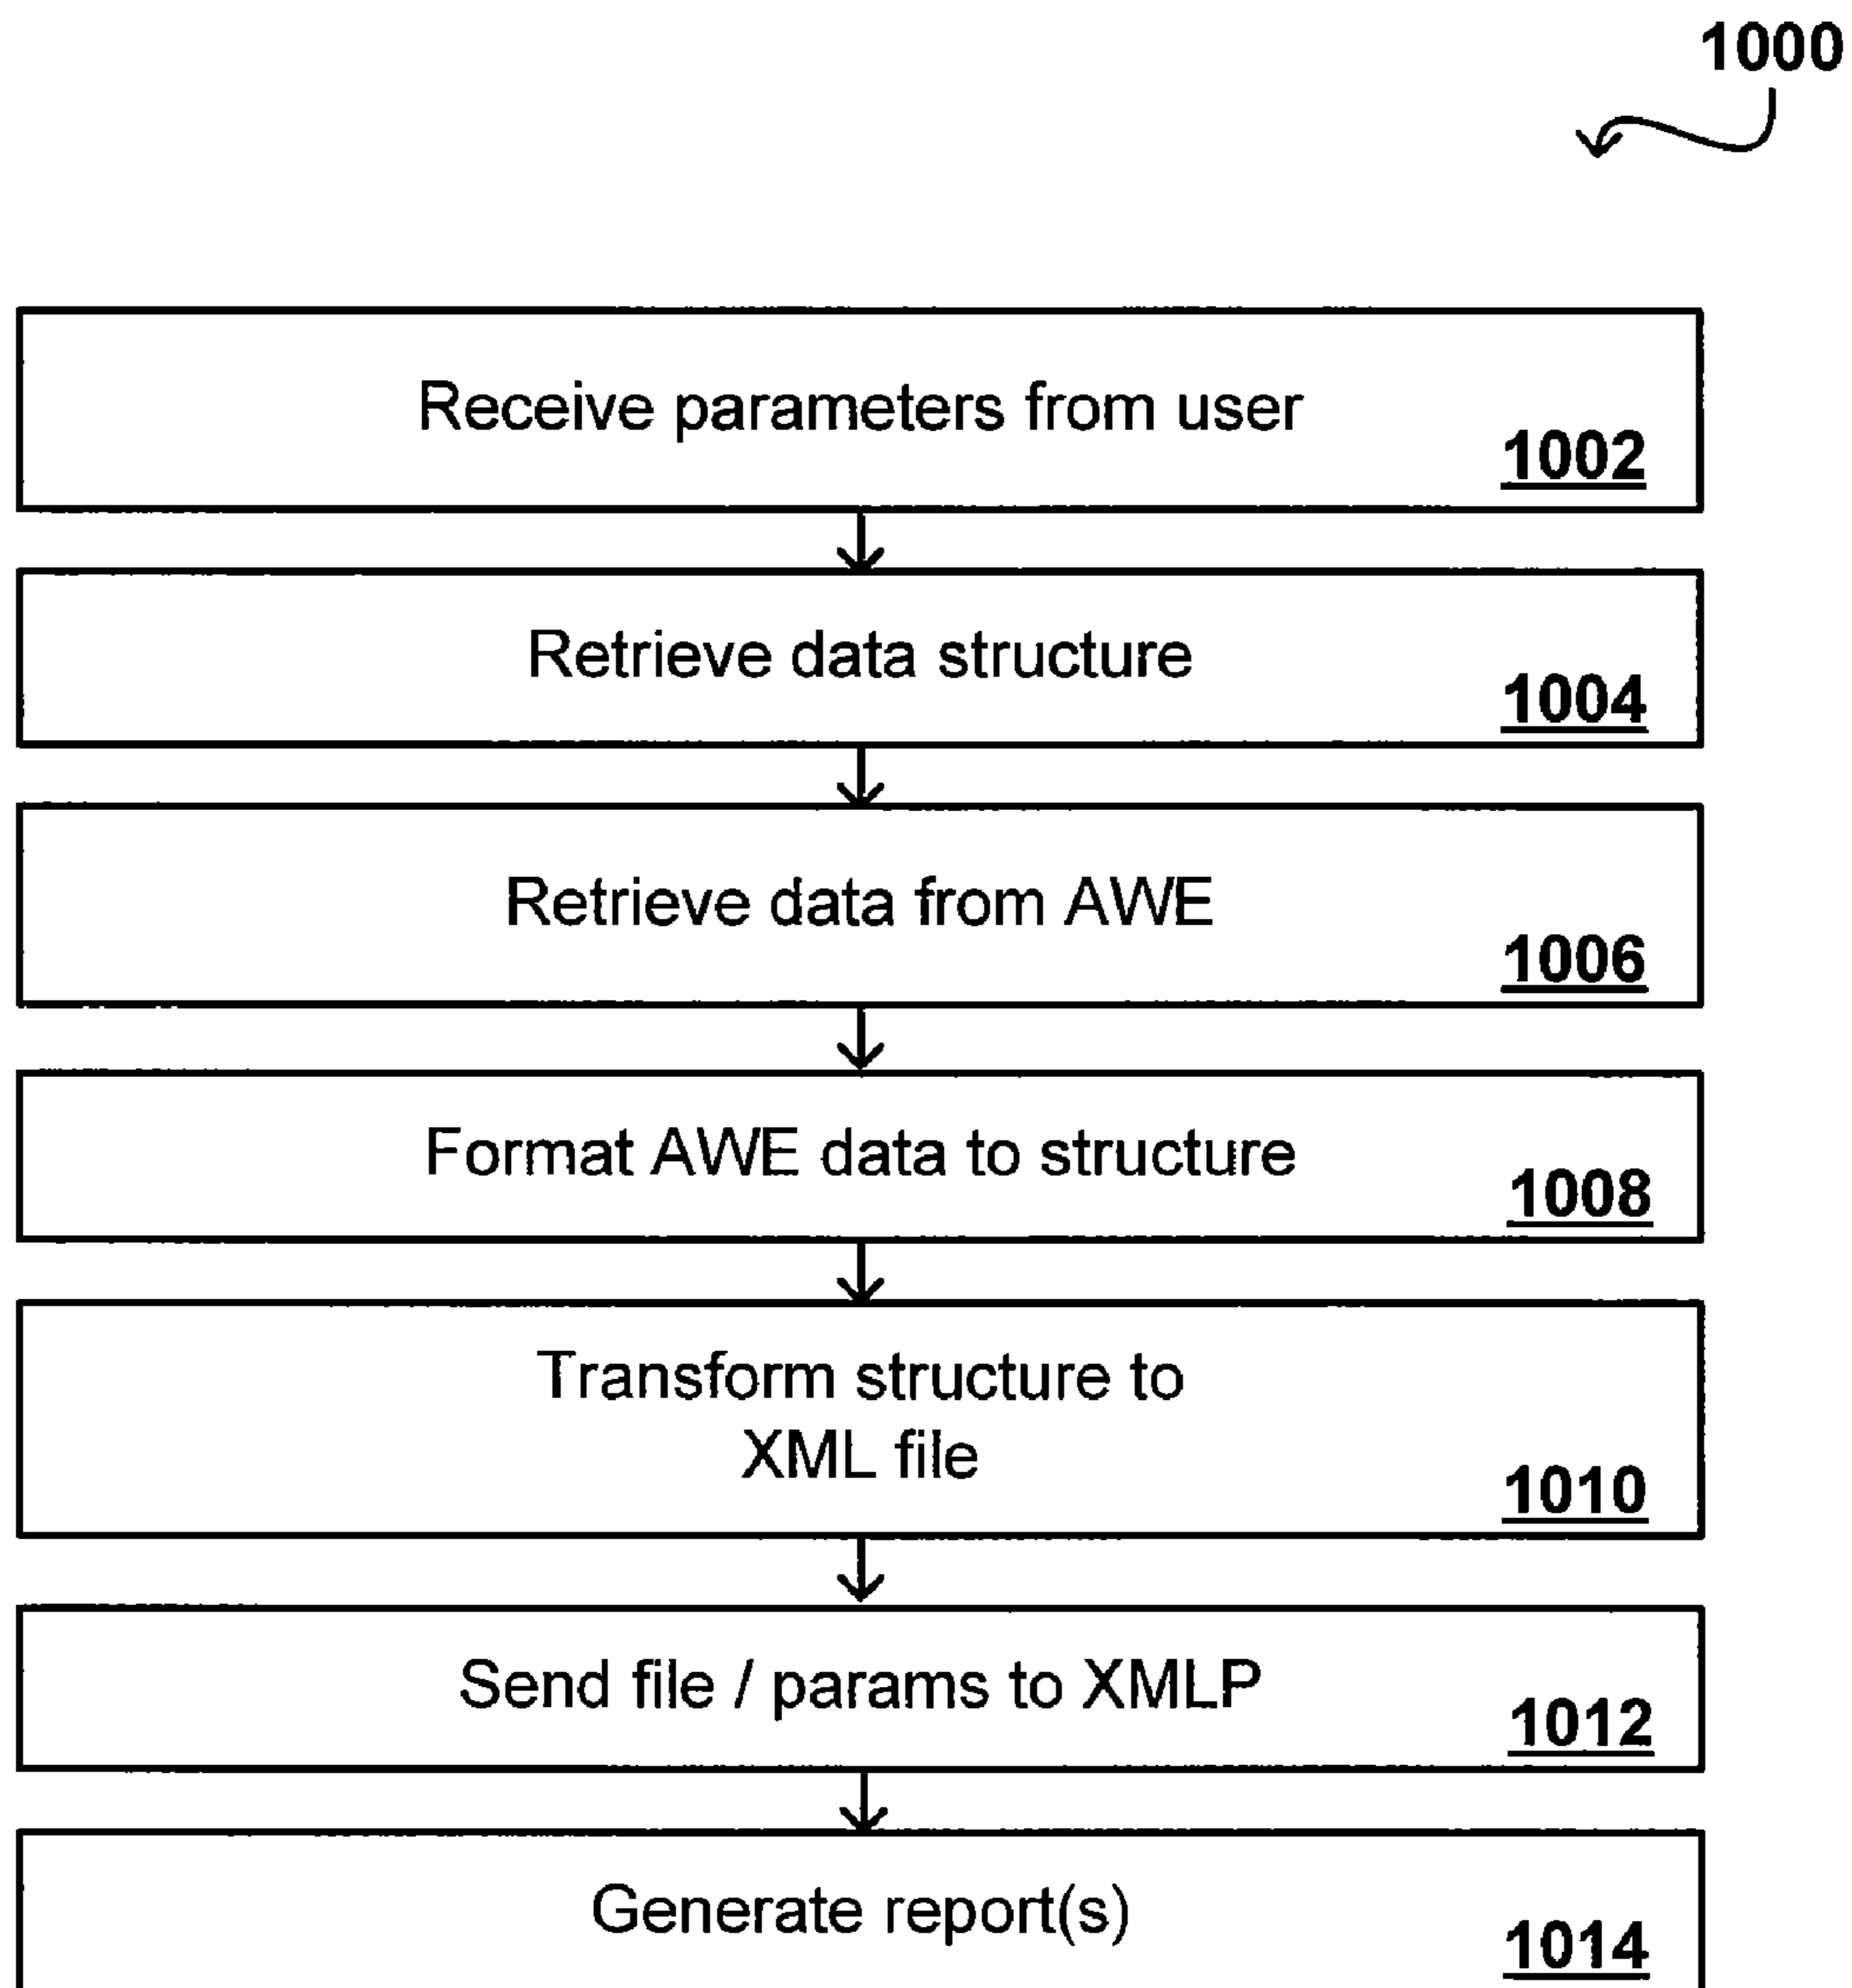 1000
Receive parameters from user
1002
Retrieve data structure
1004
Retrieve data from AWE
1006
Format AWE data to structure
1008
Transform structure to
XML file
1010
Send file / params to XMLP
1012
Generate report(s)
1014